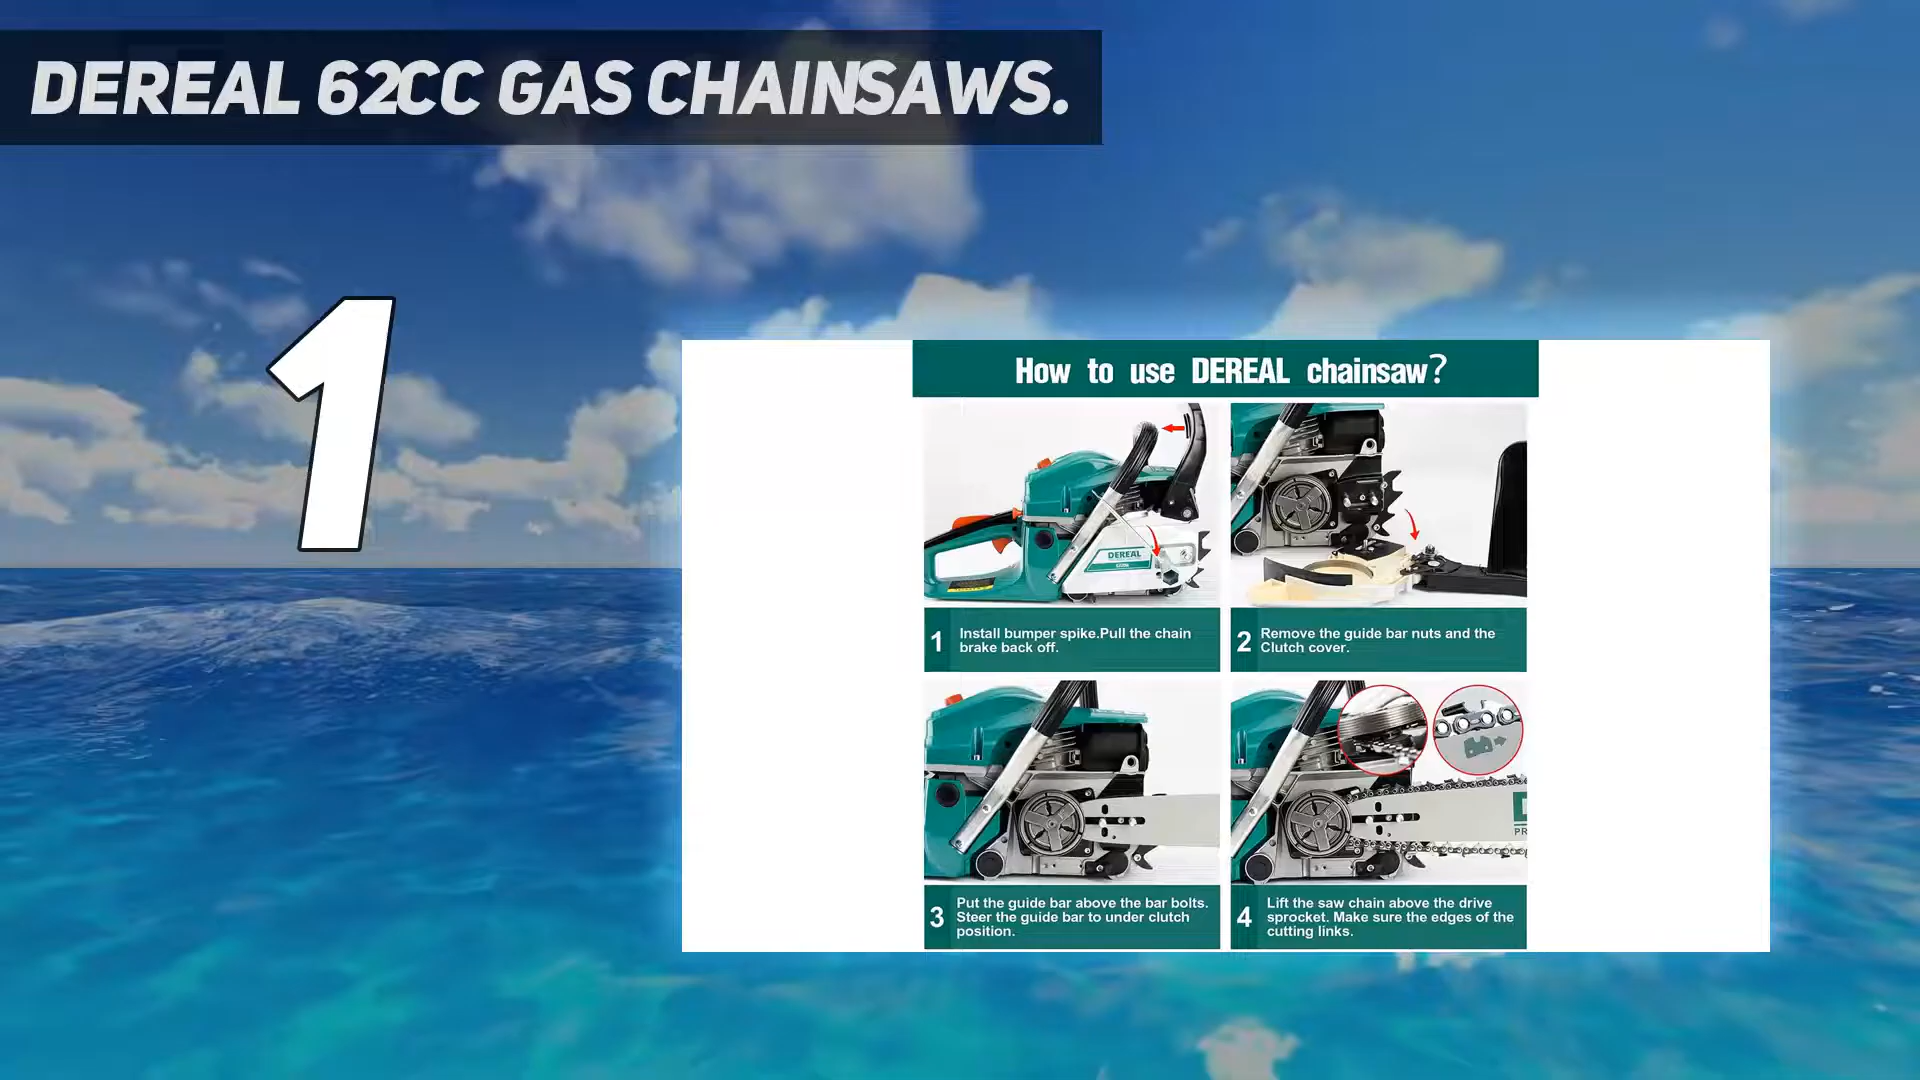 DEREAL 62CC GAS CHAINSAWS.
1
How to use DEREAL chainsaw?
DEREAL
1 Install bumper spike.Pull the chain
brake back off.
2 Remove the guide bar nuts and the
Clutch cover.
3 Put the guide bar above the bar bolts.
Steer the guide bar to under clutch
position.
4 Lift the saw chain above the drive
sprocket. Make sure the edges of the
cutting links.